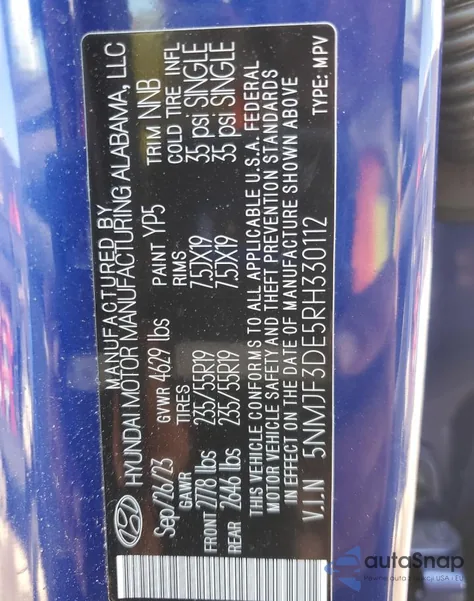 MANUFACTURED BY
HYUNDAI MOTOR MANUFACTURING ALABAMA, LLC
Sep/26/23 GVWR 4629 lbs PAINT YP5 TRIM NNB
GAWR TIRES RIMS COLD TIRE INFL
FRONT 2778 lbs 235/55R19 7.5JX19 35 psi SINGLE
REAR 2646 lbs 235/55R19 7.5JX19 35 psi SINGLE
THIS VEHICLE CONFORMS TO ALL APPLICABLE U.S.A. FEDERAL
MOTOR VEHICLE SAFETY AND THEFT PREVENTION STANDARDS
IN EFFECT ON THE DATE OF MANUFACTURE SHOWN ABOVE
V.I.N 5NMJF3DE5RH330112 TYPE: MPV
autoSnap